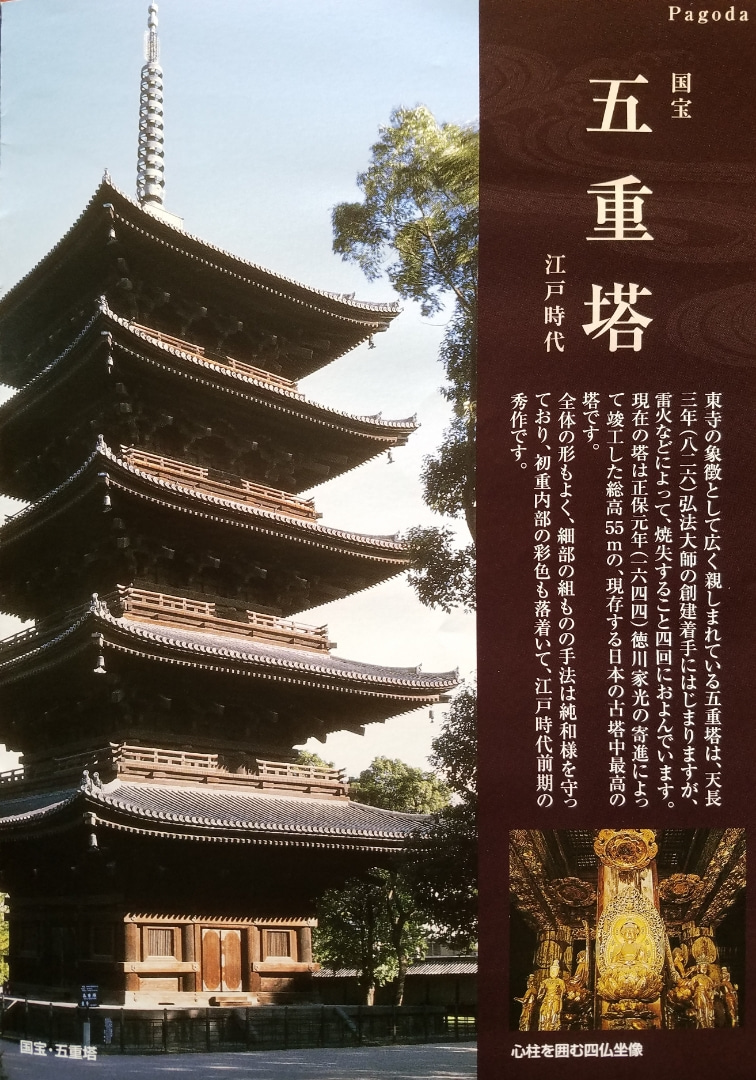 Pagoda
国宝
五重塔
江戸時代
東寺の象徴として広く親しまれている五重塔は、天長
三年（八二六）弘法大師の創建着手にはじまりますが、
雷火などによって、焼失すること四回におよんでいます。
現在の塔は正保元年（一六四四）徳川家光の寄進によっ
て竣工した総高55mの、現存する日本の古塔中最高の
塔です。
全体の形もよく、細部の組ものの手法は純和様を守っ
ており、初重内部の彩色も落着いて、江戸時代前期の
秀作です。
国宝・五重塔
心柱を囲む四仏坐像